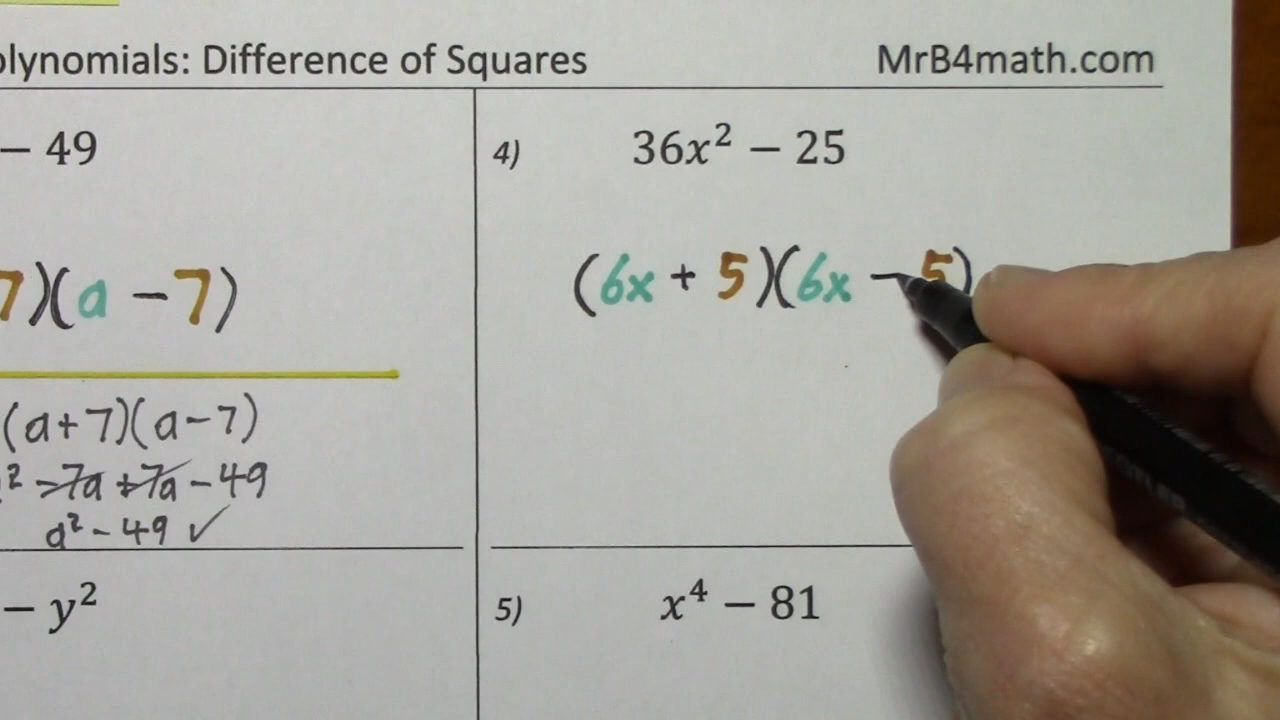 olynomials: Difference of Squares MrB4math.com
– 49
7)(a – 7)
(a+7)(a–7)
² –7a +7a – 49
a² – 49 ✓
– y²
4) 36x² – 25
(6x + 5)(6x – 5)
5) x⁴ – 81